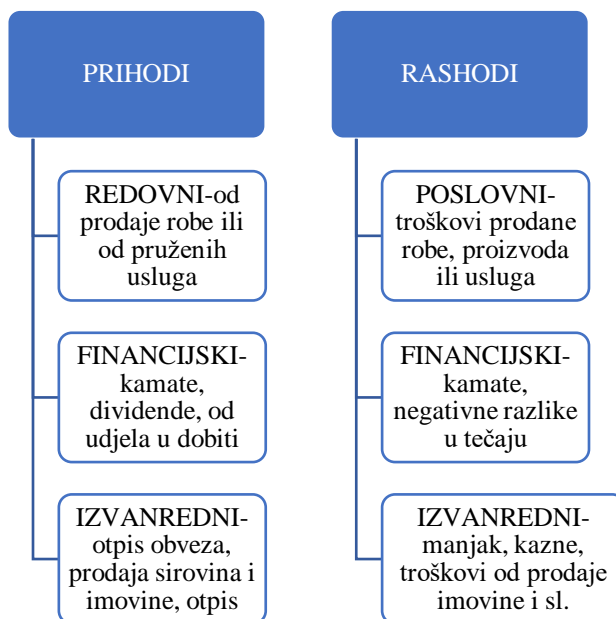 PRIHODI
REDOVNI-od
prodaje robe ili
od pruženih
usluga
FINANCIJSKI-
kamate,
dividende, od
udjela u dobiti
IZVANREDNI-
otpis obveza,
prodaja sirovina i
imovine, otpis
RASHODI
POSLOVNI-
troškovi prodane
robe, proizvoda
ili usluga
FINANCIJSKI-
kamate,
negativne razlike
u tečaju
IZVANREDNI-
manjak, kazne,
troškovi od prodaje
imovine i sl.